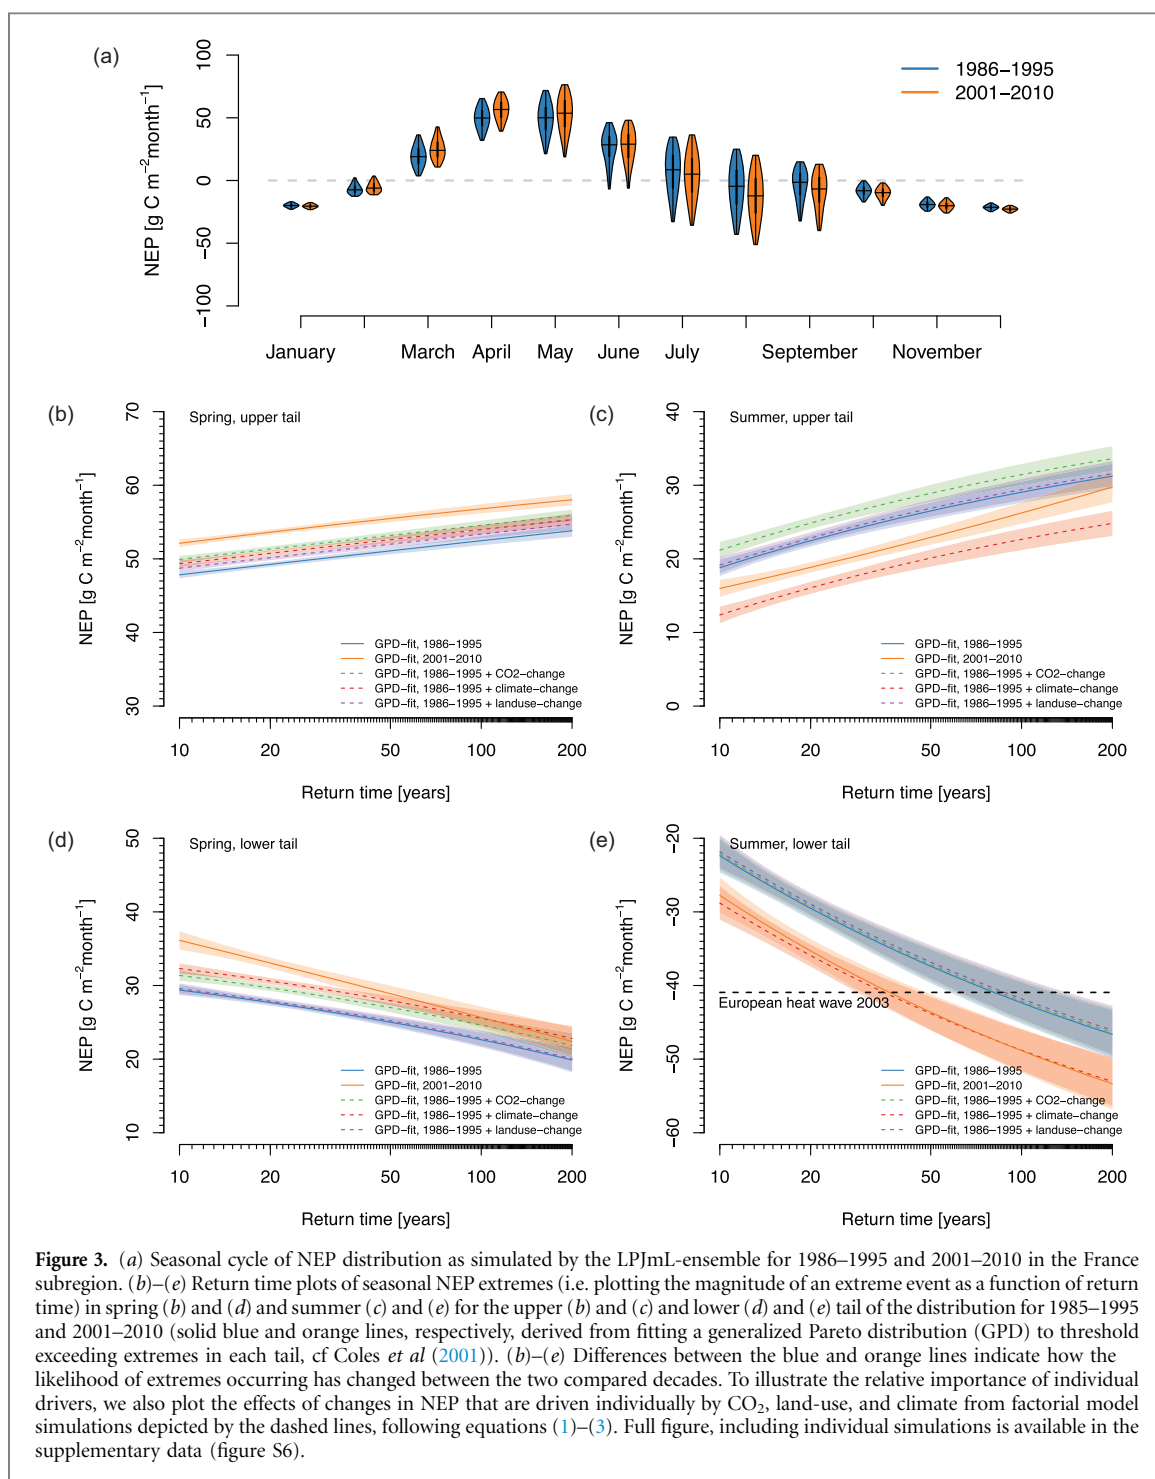 (a)
100
50
0
−50
−100
NEP [g C m−2month−1]
1986−1995
2001−2010
January March April May June July September November
(b)
Spring, upper tail
70
60
50
40
30
NEP [g C m−2month−1]
GPD−fit, 1986−1995
GPD−fit, 2001−2010
GPD−fit, 1986−1995 + CO2−change
GPD−fit, 1986−1995 + climate−change
GPD−fit, 1986−1995 + landuse−change
10 20 50 100 200
Return time [years]
(c)
Summer, upper tail
40
30
20
10
0
NEP [g C m−2month−1]
GPD−fit, 1986−1995
GPD−fit, 2001−2010
GPD−fit, 1986−1995 + CO2−change
GPD−fit, 1986−1995 + climate−change
GPD−fit, 1986−1995 + landuse−change
10 20 50 100 200
Return time [years]
(d)
Spring, lower tail
50
40
30
20
10
NEP [g C m−2month−1]
GPD−fit, 1986−1995
GPD−fit, 2001−2010
GPD−fit, 1986−1995 + CO2−change
GPD−fit, 1986−1995 + climate−change
GPD−fit, 1986−1995 + landuse−change
10 20 50 100 200
Return time [years]
(e)
Summer, lower tail
−20
−30
−40
−50
−60
NEP [g C m−2month−1]
European heat wave 2003
GPD−fit, 1986−1995
GPD−fit, 2001−2010
GPD−fit, 1986−1995 + CO2−change
GPD−fit, 1986−1995 + climate−change
GPD−fit, 1986−1995 + landuse−change
10 20 50 100 200
Return time [years]
Figure 3. (a) Seasonal cycle of NEP distribution as simulated by the LPJmL-ensemble for 1986–1995 and 2001–2010 in the France
subregion. (b)–(e) Return time plots of seasonal NEP extremes (i.e. plotting the magnitude of an extreme event as a function of return
time) in spring (b) and (d) and summer (c) and (e) for the upper (b) and (c) and lower (d) and (e) tail of the distribution for 1985–1995
and 2001–2010 (solid blue and orange lines, respectively, derived from fitting a generalized Pareto distribution (GPD) to threshold
exceeding extremes in each tail, cf Coles et al (2001)). (b)–(e) Differences between the blue and orange lines indicate how the
likelihood of extremes occurring has changed between the two compared decades. To illustrate the relative importance of individual
drivers, we also plot the effects of changes in NEP that are driven individually by CO2, land-use, and climate from factorial model
simulations depicted by the dashed lines, following equations (1)–(3). Full figure, including individual simulations is available in the
supplementary data (figure S6).